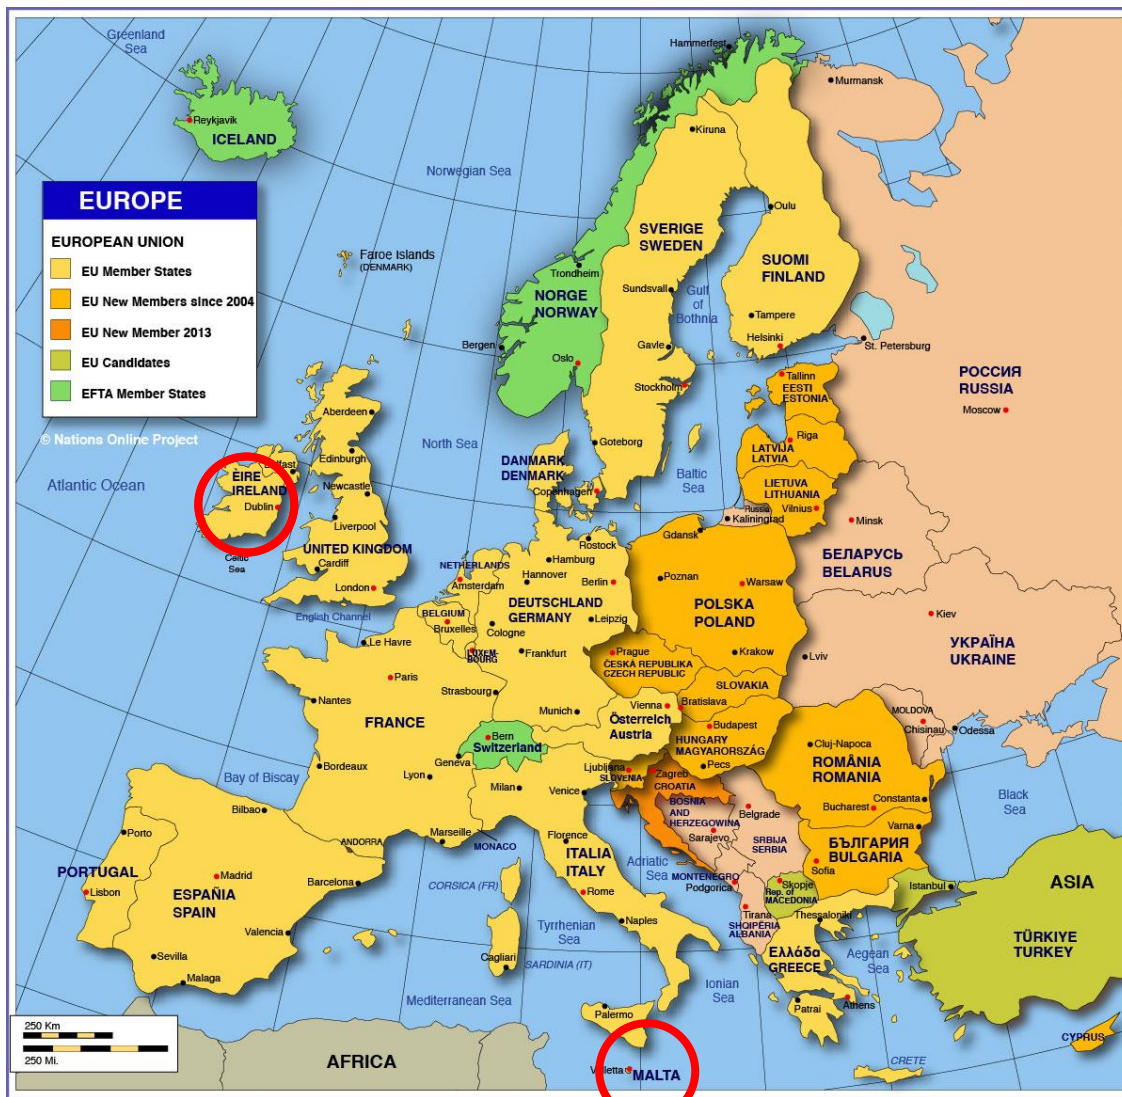 Greenland
Sea
Hammerfest
Murmansk
Reykjavik
ICELAND
Kiruna
Norwegian Sea
EUROPE
EUROPEAN UNION
EU Member States
EU New Members since 2004
EU New Member 2013
EU Candidates
EFTA Member States
© Nations Online Project
Faroe Islands
(DENMARK)
Oulu
SVERIGE
SWEDEN
SUOMI
FINLAND
Trondheim
NORGE
NORWAY
Sundsvall
Gulf
of
Bothnia
Tampere
Helsinki
Bergen
Gavle
St. Petersburg
Oslo
Stockholm
Tallinn
EESTI
ESTONIA
РОССИЯ
RUSSIA
Moscow
Aberdeen
North Sea
Goteborg
Riga
LATVIJA
LATVIA
Edinburgh
DANMARK
DENMARK
Baltic
Sea
Belfast
ÈIRE
IRELAND
Dublin
Atlantic Ocean
Newcastle
Copenhagen
LIETUVA
LITHUANIA
Vilnius
Russia
Kaliningrad
Minsk
Liverpool
Gdansk
Rostock
UNITED KINGDOM
Celtic
Sea
Cardiff
London
NETHERLANDS
Amsterdam
Hamburg
Hannover
Berlin
Poznan
Warsaw
БЕЛАРУСЬ
BELARUS
English Channel
BELGIUM
Bruxelles
DEUTSCHLAND
GERMANY
Leipzig
Cologne
POLSKA
POLAND
Kiev
УКРАЇНА
UKRAINE
Le Havre
LUXEM-
BOURG
Frankfurt
Prague
ČESKÁ REPUBLIKA
CZECH REPUBLIC
Krakow
Lviv
Paris
Strasbourg
SLOVAKIA
Nantes
FRANCE
Munich
Vienna
Österreich
Austria
Bratislava
Budapest
HUNGARY
MAGYARORSZÁG
MOLDOVA
Chisinau
Odessa
Bern
Switzerland
Geneva
Cluj-Napoca
ROMÂNIA
ROMANIA
Bay of Biscay
Bordeaux
Lyon
Milan
Venice
Ljubljana
SLOVENIA
Zagreb
CROATIA
Pecs
BOSNIA
AND
HERZEGOWINA
Sarajevo
Belgrade
SRBIJA
SERBIA
Bucharest
Constanta
Black
Sea
Bilbao
Porto
ANDORRA
Marseille
MONACO
Florence
ITALIA
ITALY
Adriatic
Sea
Varna
БЪЛГАРИЯ
BULGARIA
Sofia
PORTUGAL
Lisbon
Madrid
ESPAÑIA
SPAIN
Barcelona
CORSICA (FR)
Rome
MONTENEGRO
Podgorica
Skopje
Rep. of
MACEDONIA
Istanbul
ASIA
Valencia
Tyrrhenian
Sea
Naples
Tirana
SHQIPËRIA
ALBANIA
Thessaloniki
TÜRKIYE
TURKEY
Sevilla
Malaga
Cagliari
SARDINIA (IT)
Ελλάδα
GREECE
Aegean
Sea
Mediterranean Sea
Palermo
Ionian
Sea
Patrai
Athens
250 Km
250 Mi.
AFRICA
Valletta
MALTA
CRETE
CYPRUS